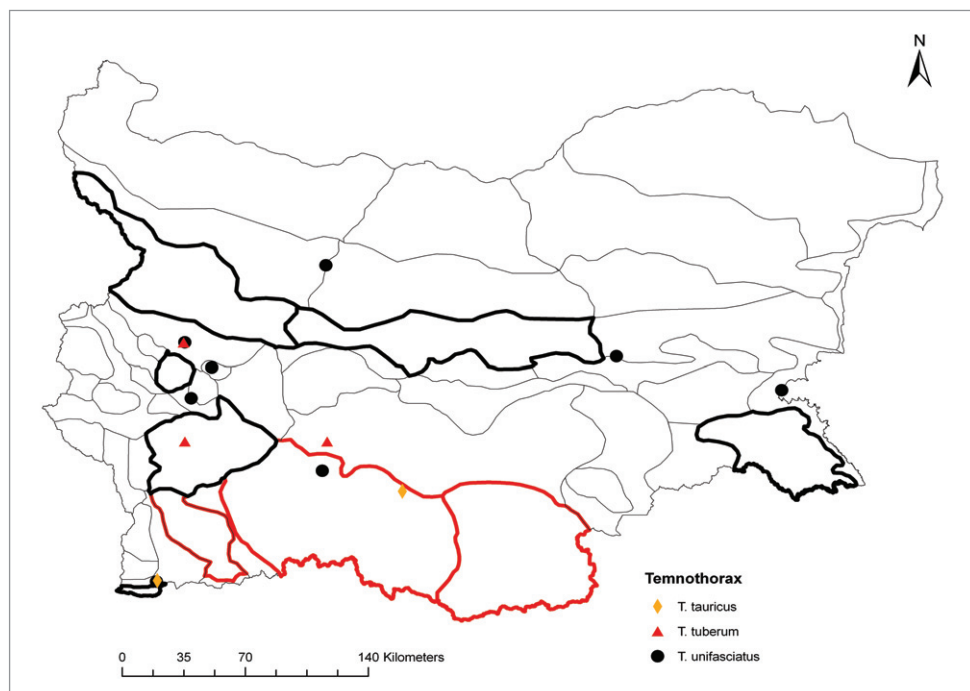 N
Temnothorax
T. tauricus
T. tuberum
T. unifasciatus
0 35 70 140 Kilometers